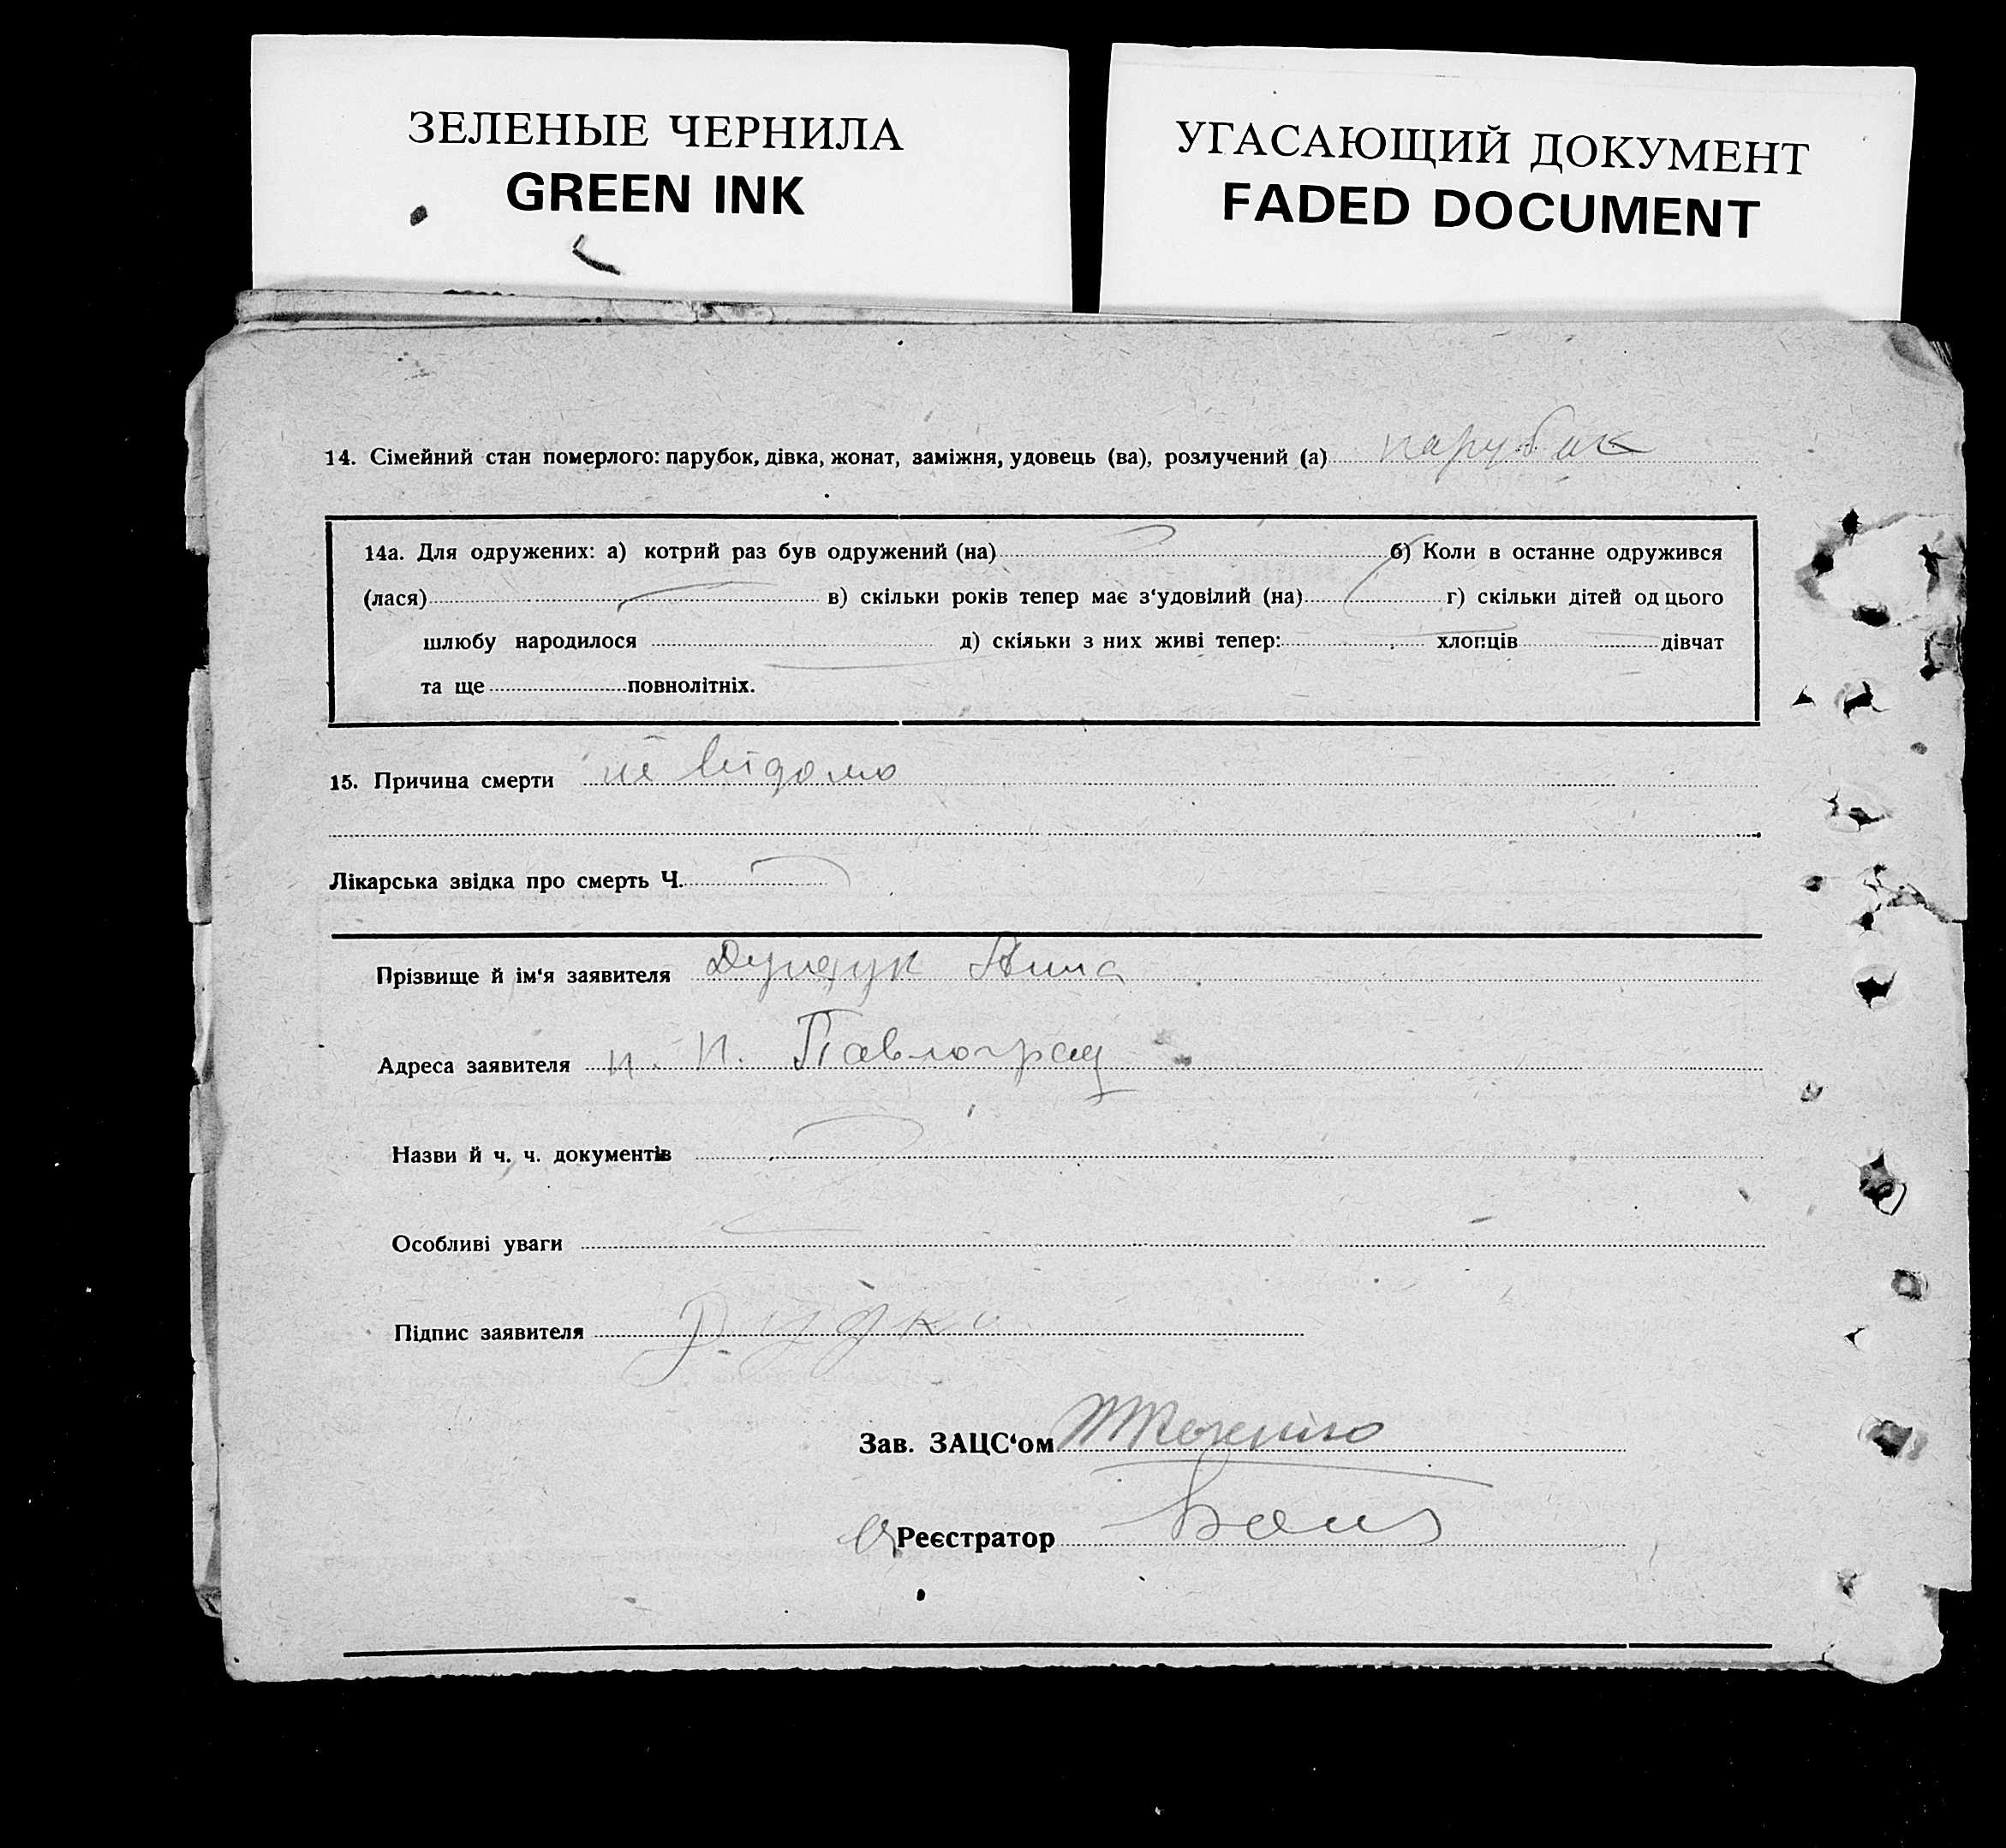 ЗЕЛЕНЫЕ ЧЕРНИЛА
GREEN INK
УГАСАЮЩИЙ ДОКУМЕНТ
FADED DOCUMENT
14. Сімейний стан померлого: парубок, дівка, жонат, заміжня, удовець (ва), розлучений (а) парубок
14а. Для одружених: а) котрий раз був одружений (на) б) Коли в останне одружився
(лася) в) скільки років тепер має з‘удовілий (на) г) скільки дітей од цього
шлюбу народилося д) скільки з них живі тепер: хлопців дівчат
та ще повнолітніх.
15. Причина смерти не відомо
Лікарська звідка про смерть Ч.
Прізвище й ім‘я заявителя
Адреса заявителя п. п. Павлоград
Назви й ч. ч. документів
Особливі уваги
Підпис заявителя
Зав. ЗАЦС‘ом
Реєстратор